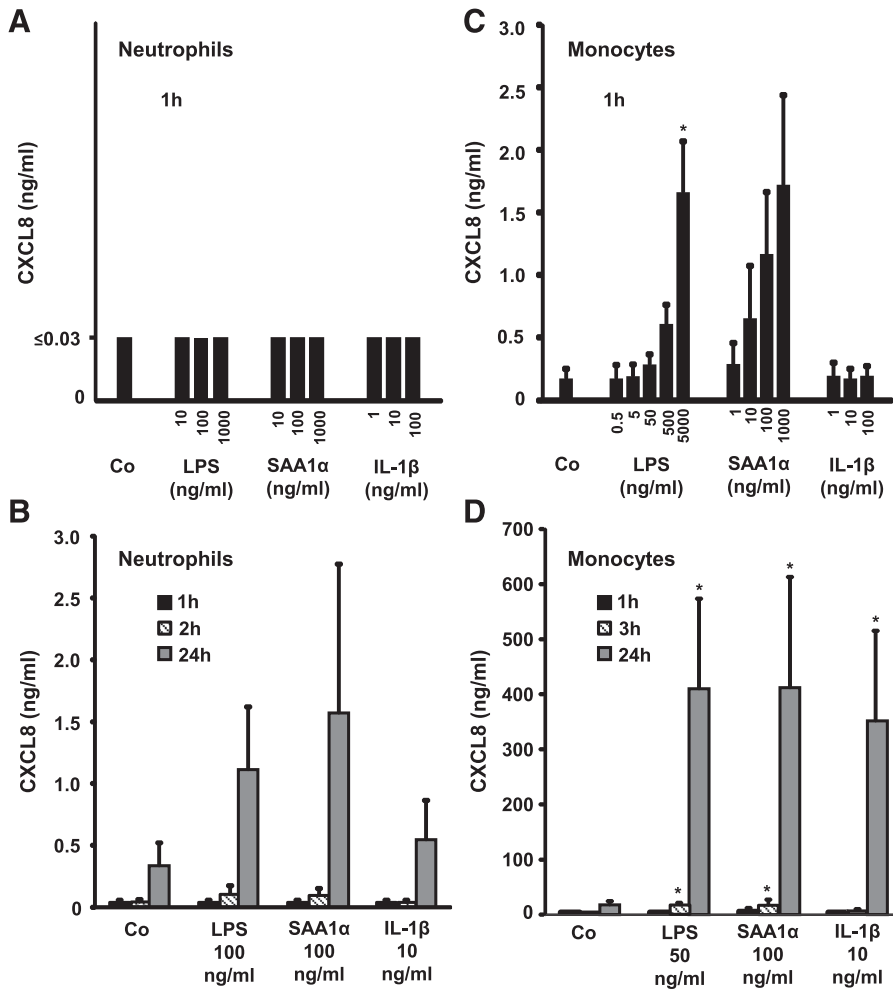 A
Neutrophils
1h
CXCL8 (ng/ml)
≤0.03
0
10
100
1000
10
100
1000
1
10
100
Co
LPS
(ng/ml)
SAA1α
(ng/ml)
IL-1β
(ng/ml)
C
Monocytes
1h
CXCL8 (ng/ml)
3.0
2.5
2.0
1.5
1.0
0.5
0
*
0.5
5
50
500
5000
1
10
100
1000
1
10
100
Co
LPS
(ng/ml)
SAA1α
(ng/ml)
IL-1β
(ng/ml)
B
Neutrophils
1h
2h
24h
CXCL8 (ng/ml)
3.0
2.5
2.0
1.5
1.0
0.5
0
Co
LPS
100
ng/ml
SAA1α
100
ng/ml
IL-1β
10
ng/ml
D
Monocytes
1h
3h
24h
CXCL8 (ng/ml)
700
600
500
400
300
200
100
0
*
*
*
*
*
Co
LPS
50
ng/ml
SAA1α
100
ng/ml
IL-1β
10
ng/ml